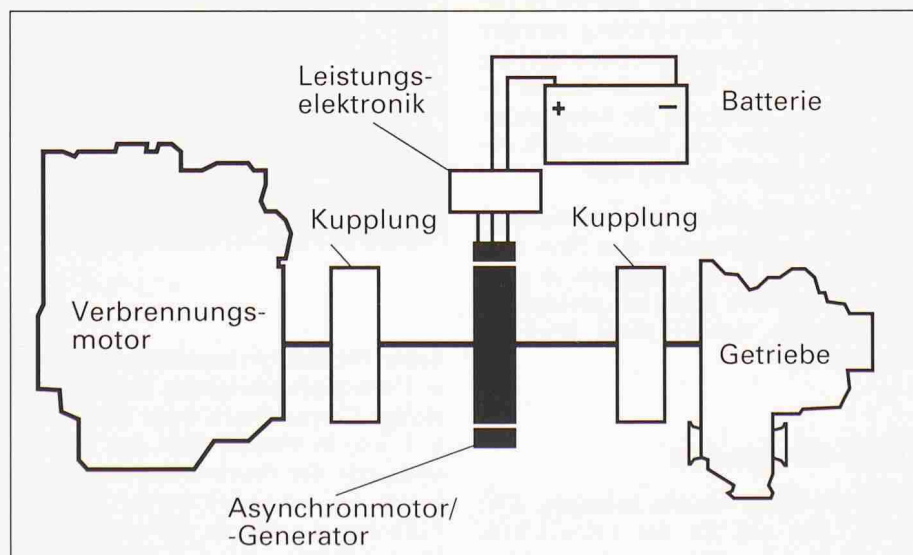 Leistungs-
elektronik
Batterie
+ −
Kupplung
Kupplung
Verbrennungs-
motor
Getriebe
Asynchronmotor/
-Generator